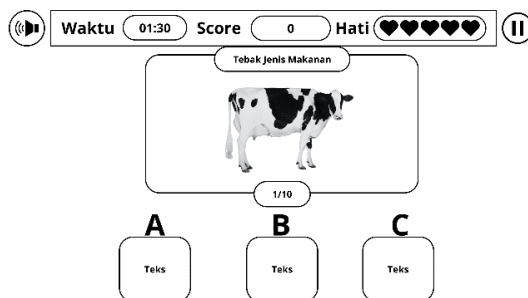 Waktu 01:30 Score 0 Hati
Tebak Jenis Makanan
1/10
A B C
Teks Teks Teks